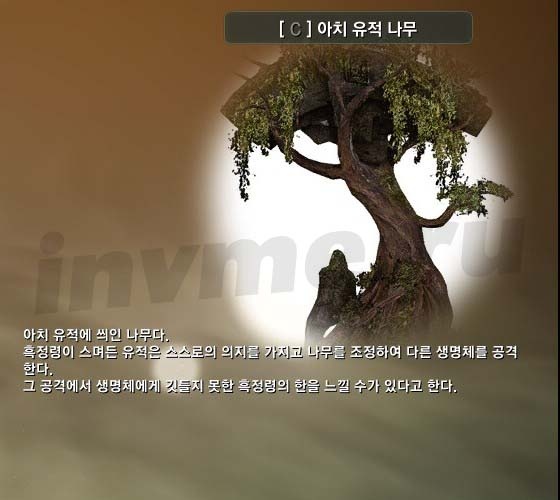 [ C ] 아치 유적 나무
invmc.ru
아치 유적에 씌인 나무다.
흑정령이 스며든 유적은 스스로의 의지를 가지고 나무를 조정하여 다른 생명체를 공격
한다.
그 공격에서 생명체에게 깃들지 못한 흑정령의 한을 느낄 수가 있다고 한다.